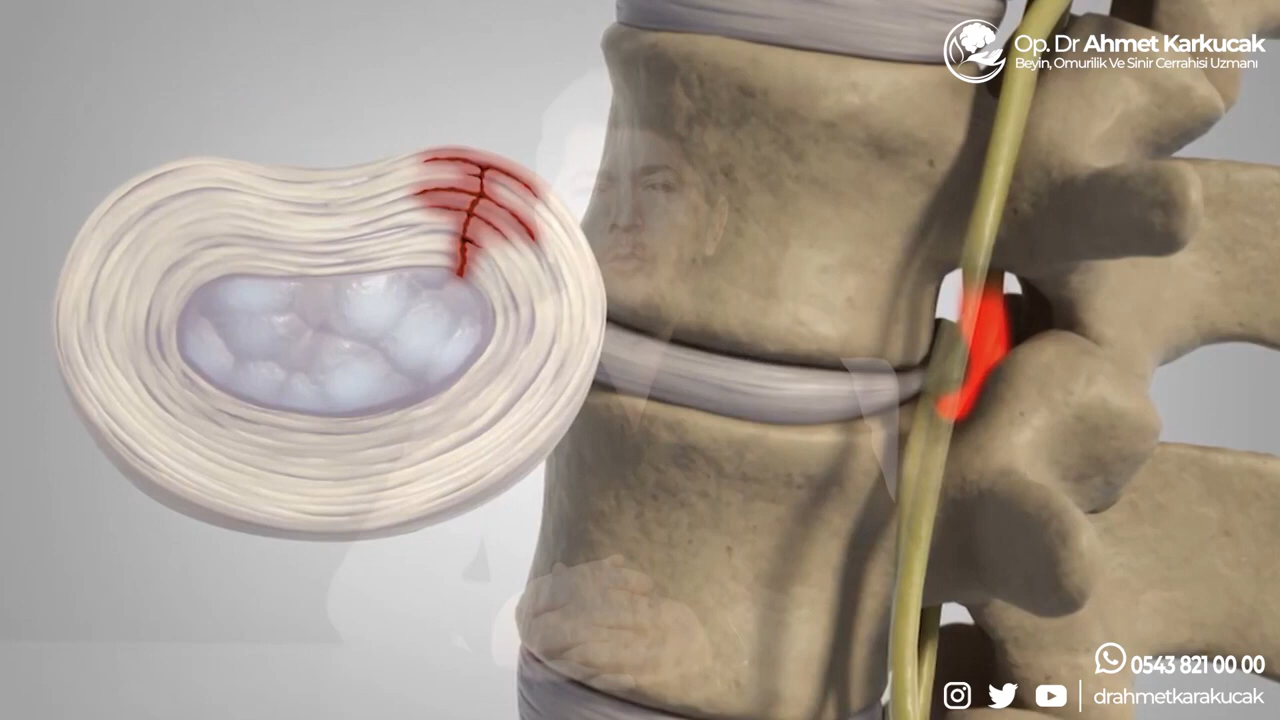 Op. Dr Ahmet Karkucak
Beyin, Omurilik Ve Sinir Cerrahisi Uzmanı
0543 821 00 00
drahmetkarakucak